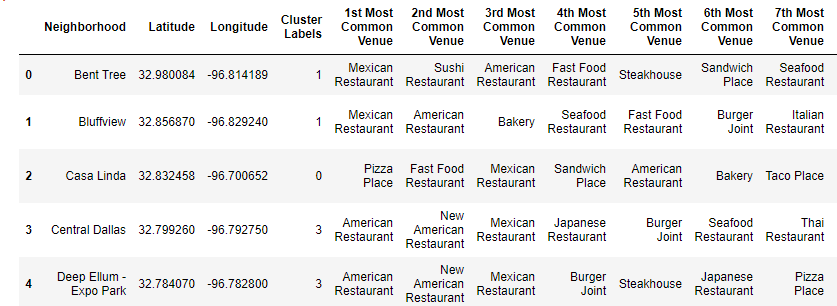 Neighborhood Latitude Longitude Cluster Labels 1st Most Common Venue 2nd Most Common Venue 3rd Most Common Venue 4th Most Common Venue 5th Most Common Venue 6th Most Common Venue 7th Most Common Venue
0 Bent Tree 32.980084 -96.814189 1 Mexican Restaurant Sushi Restaurant American Restaurant Fast Food Restaurant Steakhouse Sandwich Place Seafood Restaurant
1 Bluffview 32.856870 -96.829240 1 Mexican Restaurant American Restaurant Bakery Seafood Restaurant Fast Food Restaurant Burger Joint Italian Restaurant
2 Casa Linda 32.832458 -96.700652 0 Pizza Place Fast Food Restaurant Mexican Restaurant Sandwich Place American Restaurant Bakery Taco Place
3 Central Dallas 32.799260 -96.792750 3 American Restaurant New American Restaurant Mexican Restaurant Japanese Restaurant Burger Joint Seafood Restaurant Thai Restaurant
4 Deep Ellum - Expo Park 32.784070 -96.782800 3 American Restaurant New American Restaurant Mexican Restaurant Burger Joint Steakhouse Japanese Restaurant Pizza Place